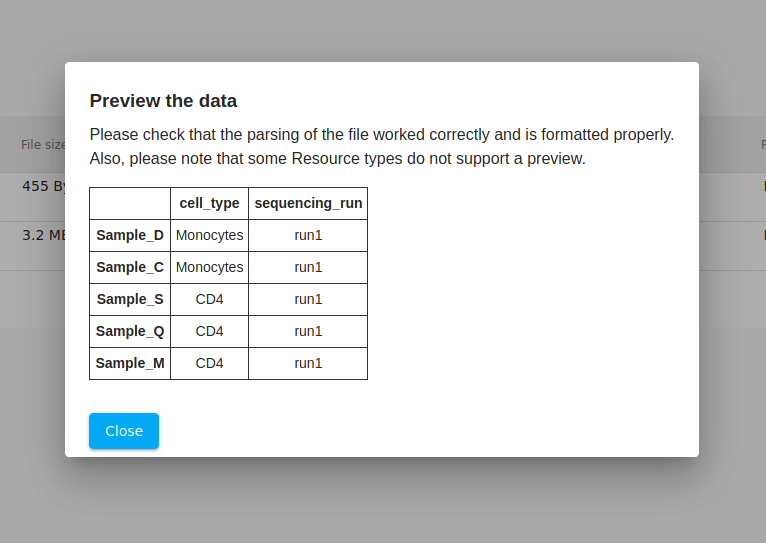 Preview the data
Please check that the parsing of the file worked correctly and is formatted properly.
Also, please note that some Resource types do not support a preview.
File size
455 By
3.2 MB
cell_type sequencing_run
Sample_D Monocytes run1
Sample_C Monocytes run1
Sample_S CD4 run1
Sample_Q CD4 run1
Sample_M CD4 run1
Close